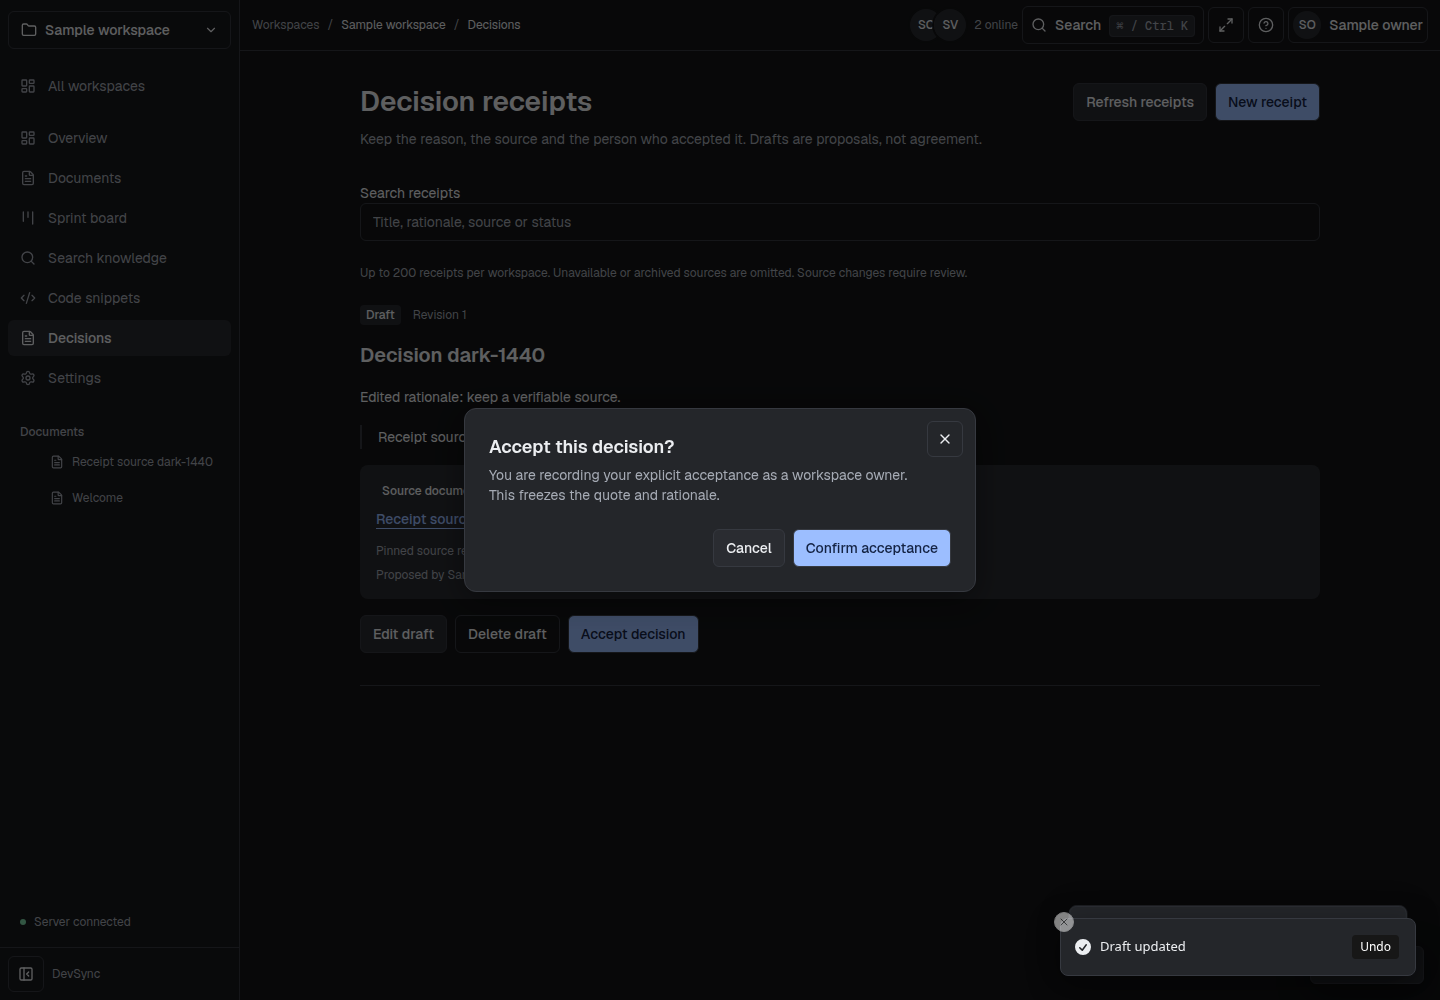 Sample workspace
Workspaces / Sample workspace / Decisions
SV 2 online
Search ⌘ / Ctrl K
SO Sample owner
All workspaces
Overview
Documents
Sprint board
Search knowledge
Code snippets
Decisions
Settings
Documents
Receipt source dark-1440
Welcome
Server connected
DevSync
Decision receipts
Refresh receipts
New receipt
Keep the reason, the source and the person who accepted it. Drafts are proposals, not agreement.
Search receipts
Title, rationale, source or status
Up to 200 receipts per workspace. Unavailable or archived sources are omitted. Source changes require review.
Draft Revision 1
Decision dark-1440
Edited rationale: keep a verifiable source.
Receipt
Source
Receipt
Pinned source
Proposed by
Edit draft
Delete draft
Accept decision
Accept this decision?
You are recording your explicit acceptance as a workspace owner.
This freezes the quote and rationale.
Cancel
Confirm acceptance
Draft updated
Undo